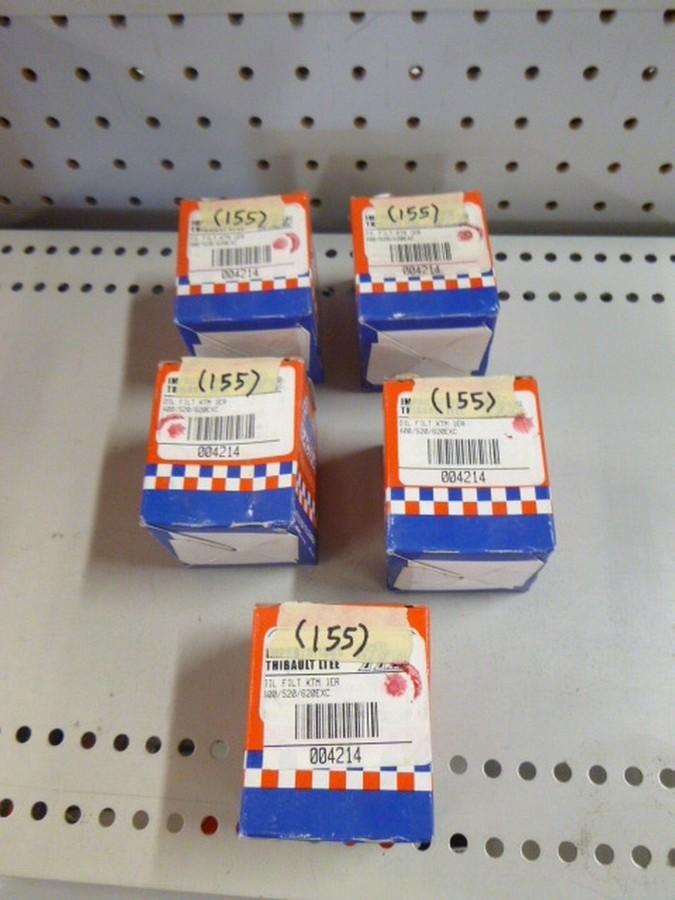 (155)
004214
(155)
004214
(155)
OIL FILT KTM 1ER
400/520/620EXC
004214
(155)
OIL FILT KTM 1ER
400/520/620EXC
004214
(155)
THIBAULT LTEE
OIL FILT KTM 1ER
400/520/620EXC
004214